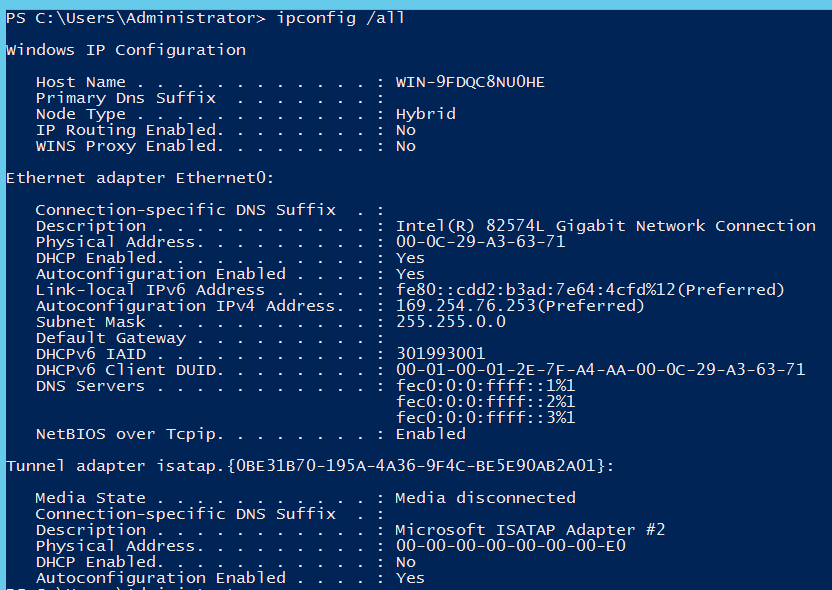 PS C:\Users\Administrator> ipconfig /all
Windows IP Configuration
Host Name . . . . . . . . . . . . : WIN-9FDQC8NU0HE
Primary Dns Suffix . . . . . . . :
Node Type . . . . . . . . . . . . : Hybrid
IP Routing Enabled. . . . . . . . : No
WINS Proxy Enabled. . . . . . . . : No
Ethernet adapter Ethernet0:
Connection-specific DNS Suffix . :
Description . . . . . . . . . . . : Intel(R) 82574L Gigabit Network Connection
Physical Address. . . . . . . . . : 00-0C-29-A3-63-71
DHCP Enabled. . . . . . . . . . . : Yes
Autoconfiguration Enabled . . . . : Yes
Link-local IPv6 Address . . . . . : fe80::cdd2:b3ad:7e64:4cfd%12(Preferred)
Autoconfiguration IPv4 Address. . : 169.254.76.253(Preferred)
Subnet Mask . . . . . . . . . . . : 255.255.0.0
Default Gateway . . . . . . . . . :
DHCPv6 IAID . . . . . . . . . . . : 301993001
DHCPv6 Client DUID. . . . . . . . : 00-01-00-01-2E-7F-A4-AA-00-0C-29-A3-63-71
DNS Servers . . . . . . . . . . . : fec0:0:0:ffff::1%1
fec0:0:0:ffff::2%1
fec0:0:0:ffff::3%1
NetBIOS over Tcpip. . . . . . . . : Enabled
Tunnel adapter isatap.{0BE31B70-195A-4A36-9F4C-BE5E90AB2A01}:
Media State . . . . . . . . . . . : Media disconnected
Connection-specific DNS Suffix . :
Description . . . . . . . . . . . : Microsoft ISATAP Adapter #2
Physical Address. . . . . . . . . : 00-00-00-00-00-00-00-E0
DHCP Enabled. . . . . . . . . . . : No
Autoconfiguration Enabled . . . . : Yes